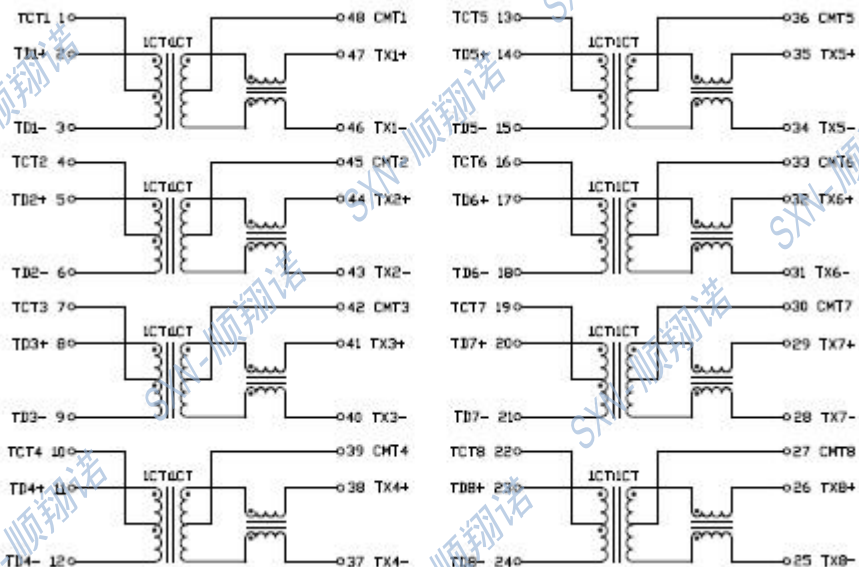 TCT1 1 48 CMT1 TCT5 13 36 CMT5
1CT:1CT 1CT:1CT
TD1+ 2 47 TX1+ TD5+ 14 35 TX5+
TD1- 3 46 TX1- TD5- 15 34 TX5-
TCT2 4 45 CMT2 TCT6 16 33 CMT6
1CT:1CT 1CT:1CT
TD2+ 5 44 TX2+ TD6+ 17 32 TX6+
TD2- 6 43 TX2- TD6- 18 31 TX6-
TCT3 7 42 CMT3 TCT7 19 30 CMT7
1CT:1CT 1CT:1CT
TD3+ 8 41 TX3+ TD7+ 20 29 TX7+
TD3- 9 40 TX3- TD7- 21 28 TX7-
TCT4 10 39 CMT4 TCT8 22 27 CMT8
1CT:1CT 1CT:1CT
TD4+ 11 38 TX4+ TD8+ 23 26 TX8+
TD4- 12 37 TX4- TD8- 24 25 TX8-
SXN-顺翔诺
SXN-顺翔诺
SXN-顺翔诺
顺翔诺
顺翔诺